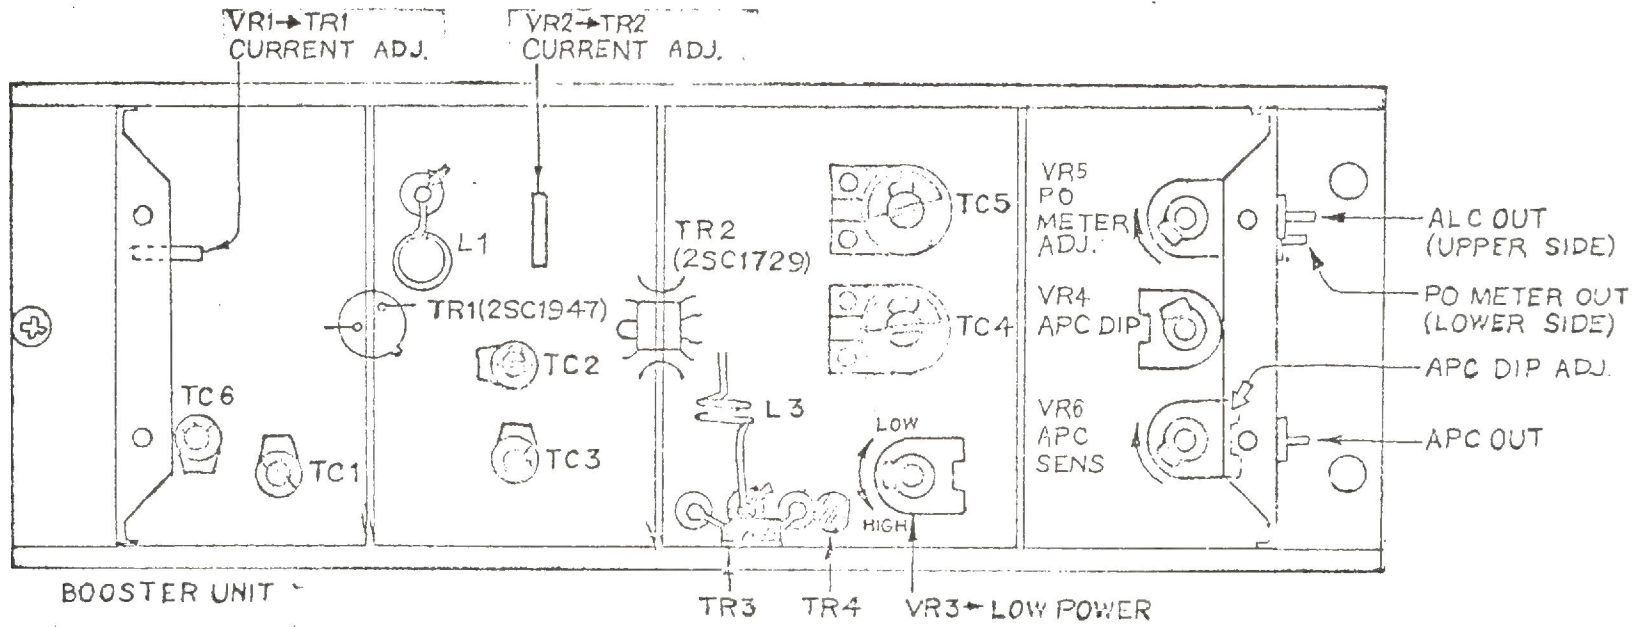 VR1→TR1
CURRENT ADJ.
VR2→TR2
CURRENT ADJ.
L1
TR1(2SC1947)
TC2
TC3
TC6
TC1
TR2
(2SC1729)
L3
TC5
TC4
LOW
HIGH
VR5
PO
METER
ADJ.
VR4
APC DIP
VR6
APC
SENS
ALC OUT
(UPPER SIDE)
PO METER OUT
(LOWER SIDE)
APC DIP ADJ.
APC OUT
BOOSTER UNIT
TR3
TR4
VR3←LOW POWER